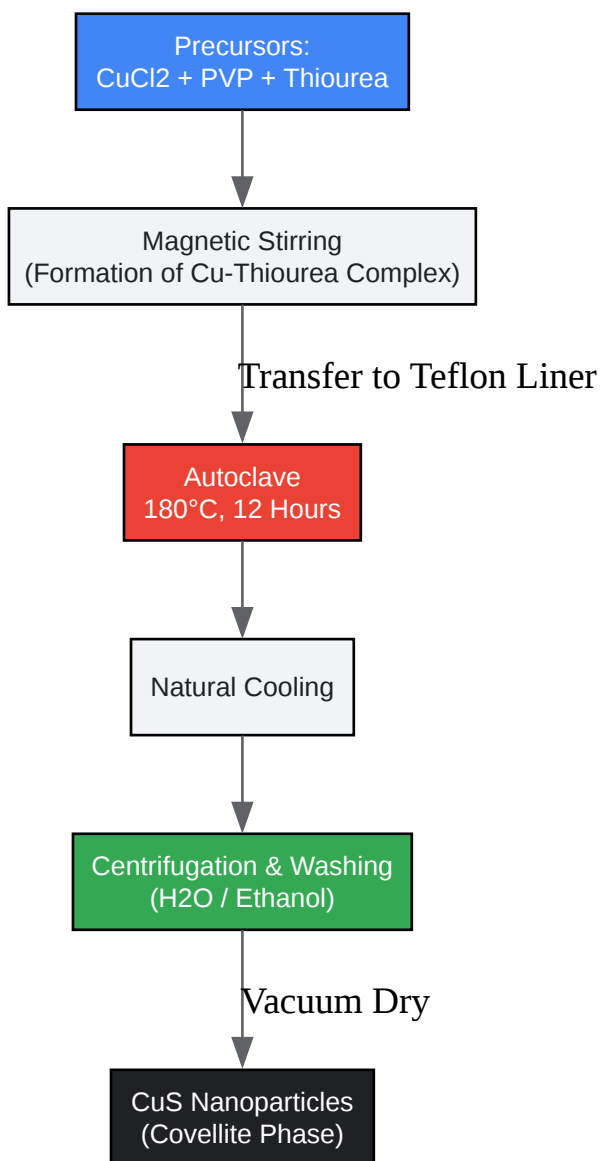 Precursors:
CuCl2 + PVP + Thiourea
Magnetic Stirring
(Formation of Cu-Thiourea Complex)
Transfer to Teflon Liner
Autoclave
180°C, 12 Hours
Natural Cooling
Centrifugation & Washing
(H2O / Ethanol)
Vacuum Dry
CuS Nanoparticles
(Covellite Phase)